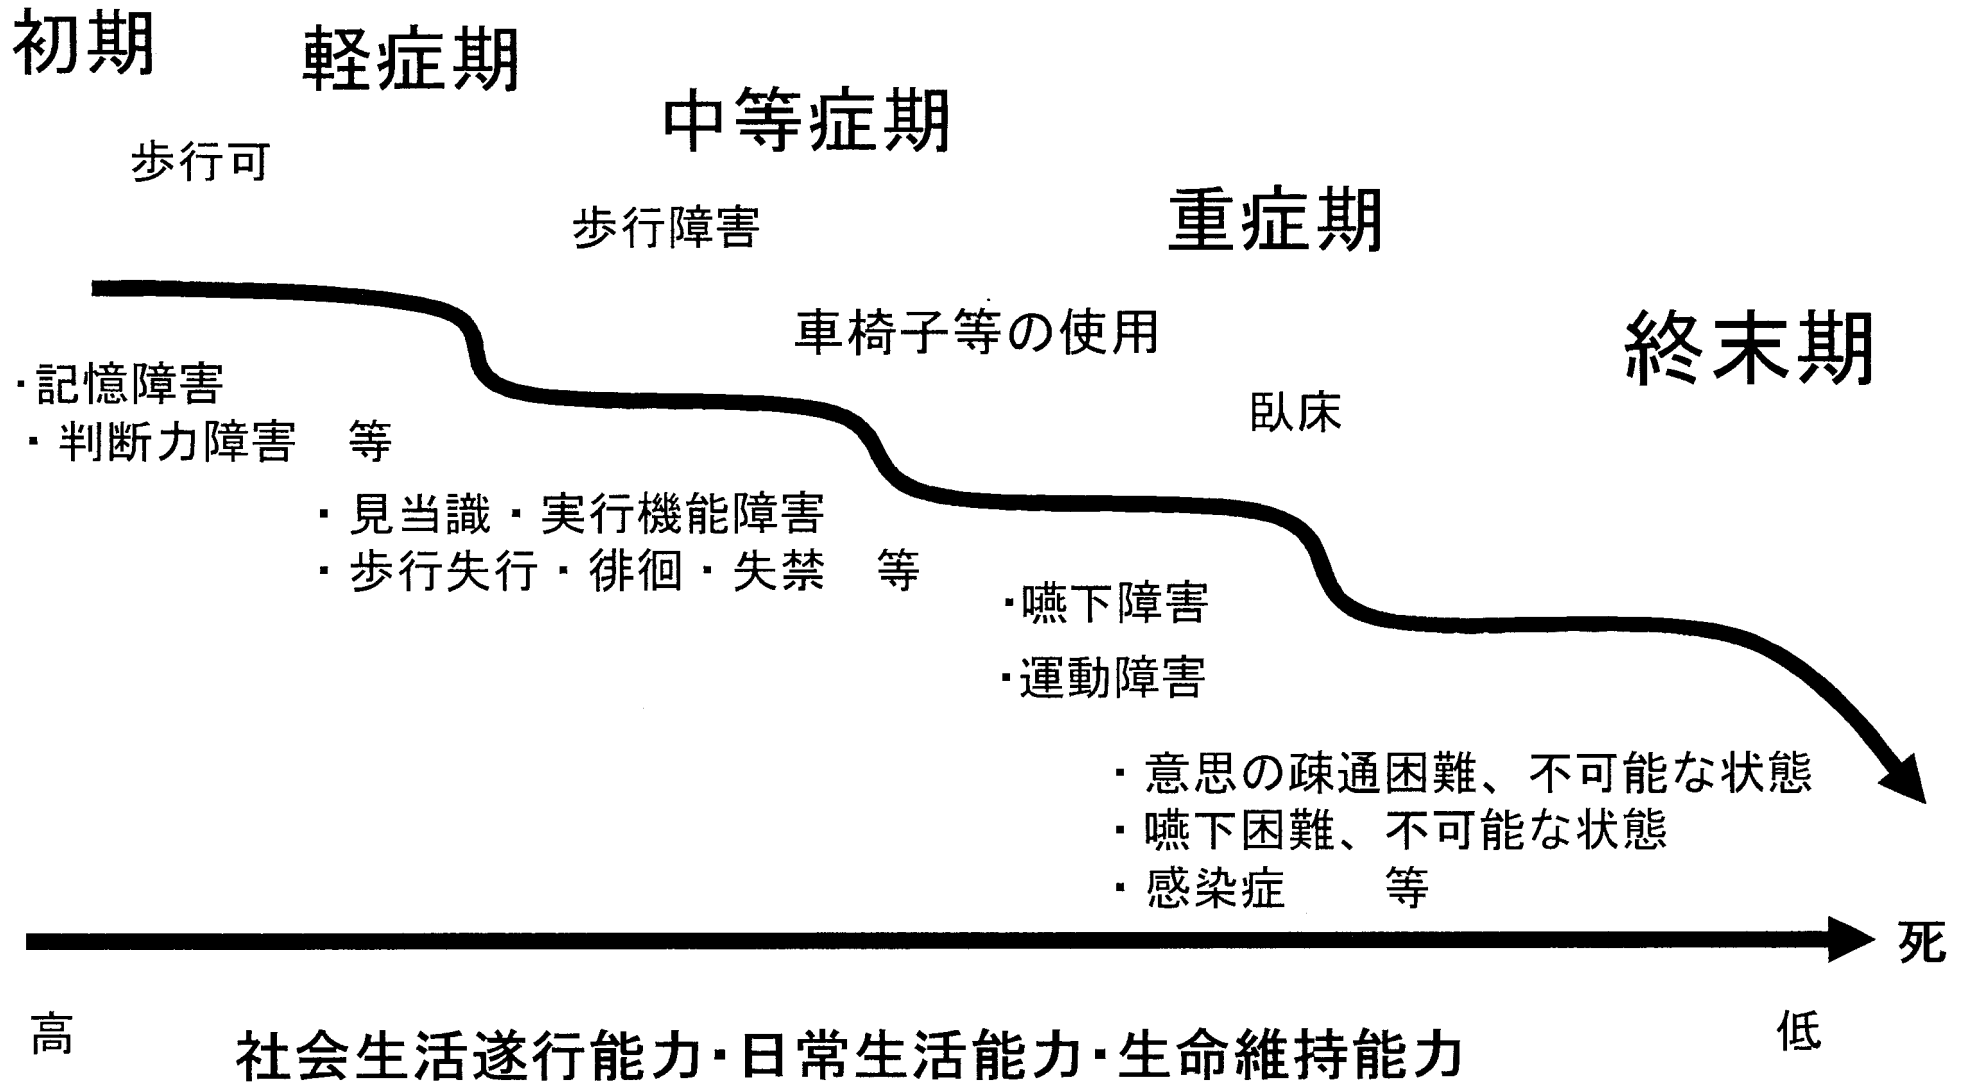 初期
軽症期
中等症期
歩行可
重症期
歩行障害
車椅子等の使用
終末期
・記憶障害
臥床
・判断力障害　等
・見当識・実行機能障害
・歩行失行・徘徊・失禁　等
・嚥下障害
・運動障害
・意思の疎通困難、不可能な状態
・嚥下困難、不可能な状態
・感染症　　等
死
高
低
社会生活遂行能力・日常生活能力・生命維持能力